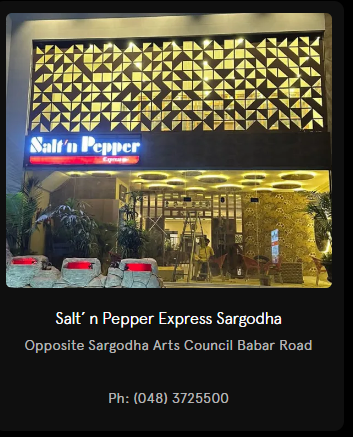 Salt'n Pepper
Express
Salt' n Pepper Express Sargodha
Opposite Sargodha Arts Council Babar Road
Ph: (048) 3725500